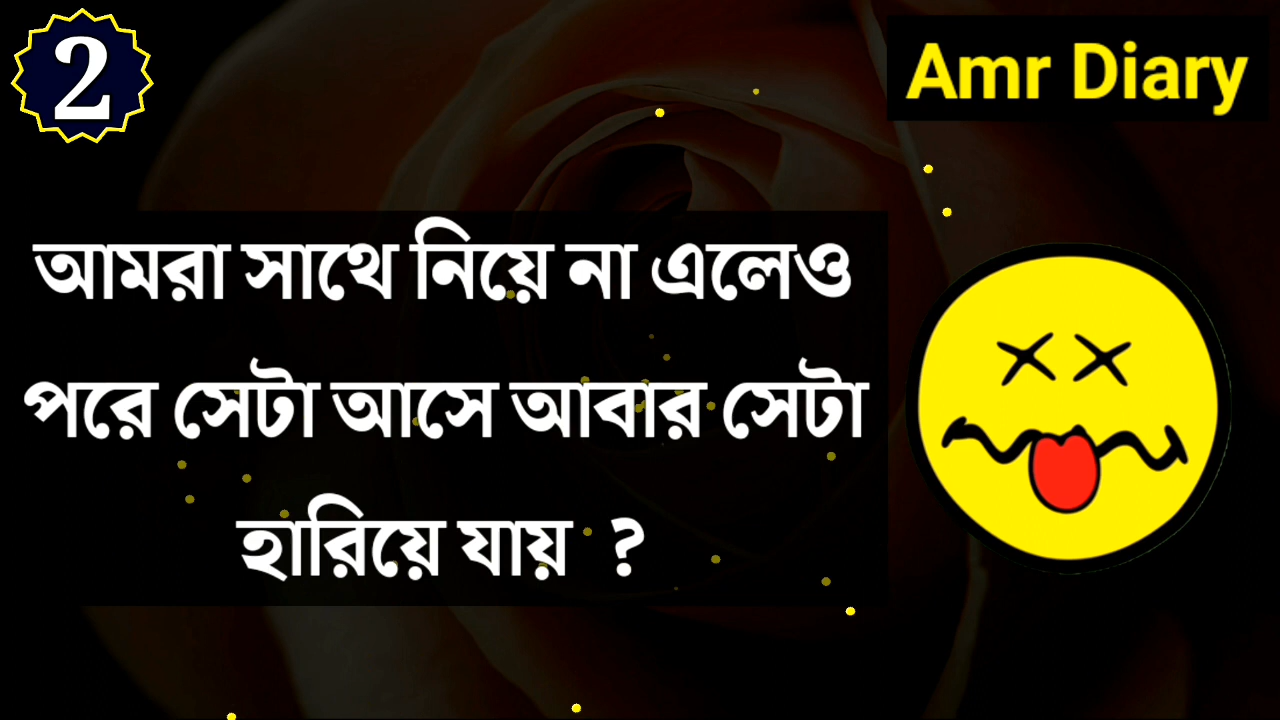 2
Amr Diary
আমরা সাথে নিয়ে না এলেও
পরে সেটা আসে আবার সেটা
হারিয়ে যায় ?